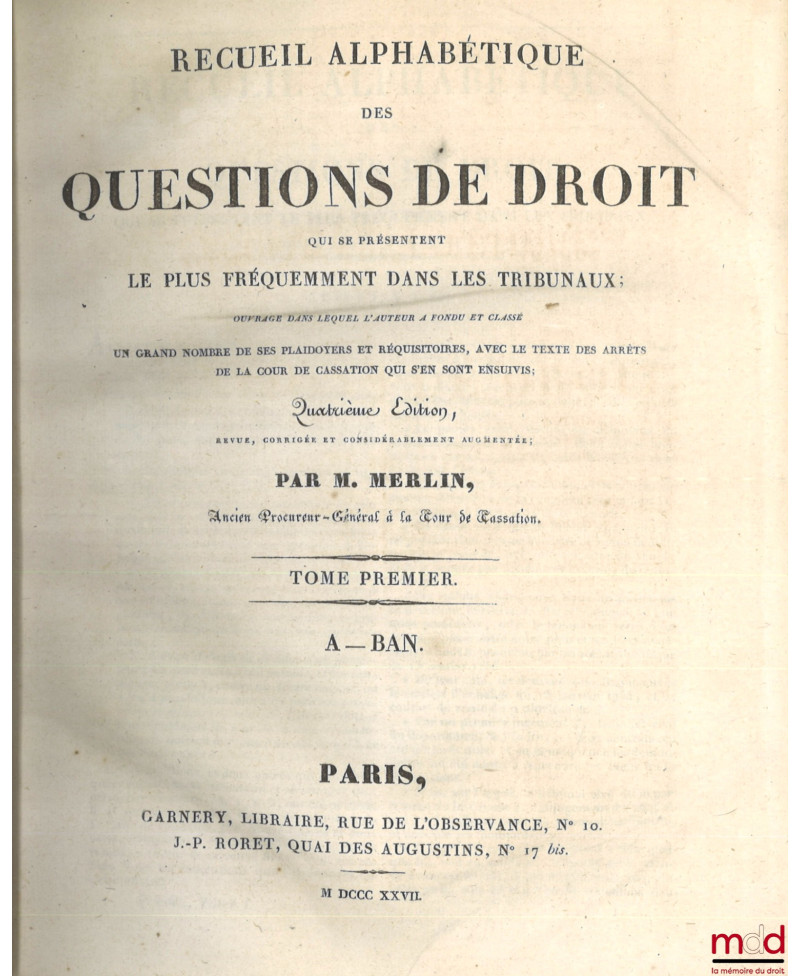 RECUEIL ALPHABÉTIQUE
DES
QUESTIONS DE DROIT
QUI SE PRÉSENTENT
LE PLUS FRÉQUEMMENT DANS LES TRIBUNAUX;
OUVRAGE DANS LEQUEL L'AUTEUR A FONDU ET CLASSÉ
UN GRAND NOMBRE DE SES PLAIDOYERS ET RÉQUISITOIRES, AVEC LE TEXTE DES ARRÊTS
DE LA COUR DE CASSATION QUI S'EN SONT ENSUIVIS;
Quatrième Edition,
REVUE, CORRIGÉE ET CONSIDÉRABLEMENT AUGMENTÉE;
PAR M. MERLIN,
Ancien Procureur-Général à la Cour de Cassation.
TOME PREMIER.
A — BAN.
PARIS,
GARNERY, LIBRAIRE, RUE DE L'OBSERVANCE, Nº 10.
J.-P. RORET, QUAI DES AUGUSTINS, Nº 17 bis.
M DCCC XXVII.
mdd
la mémoire du droit